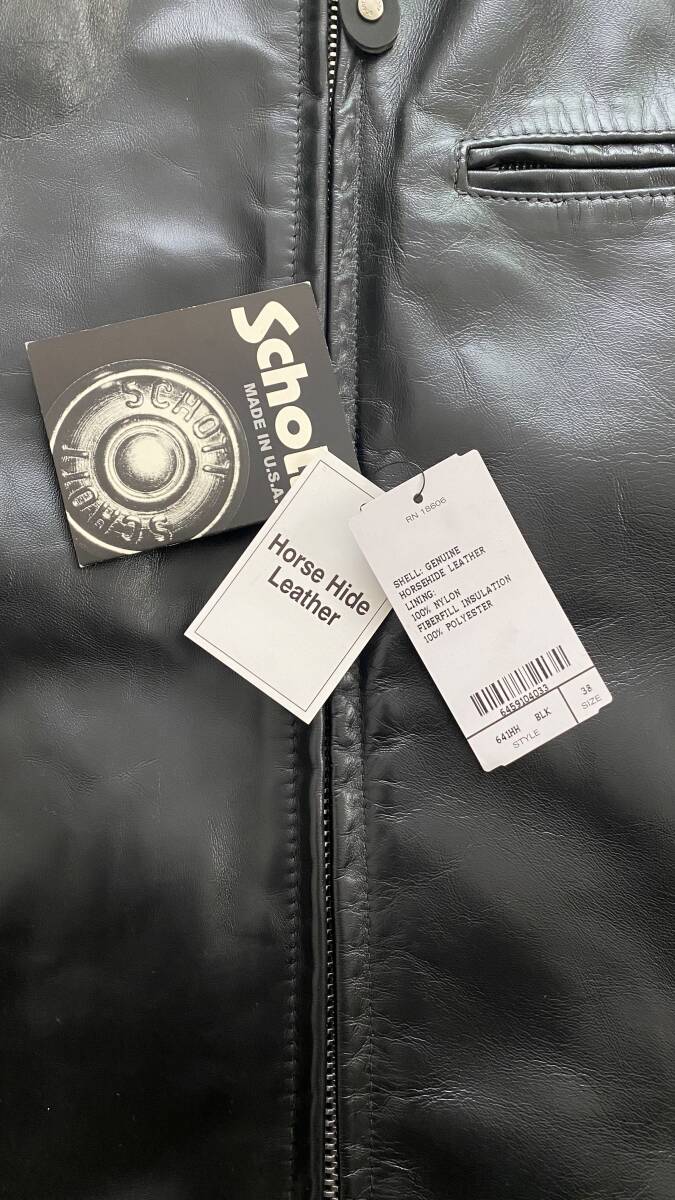 Schott
MADE IN U.S.A.
SCHOTT
SCHOTT
Horse Hide
Leather
RN 18606
SHELL: GENUINE
HORSEHIDE LEATHER
LINING:
100% NYLON
FIBERFILL INSULATION
100% POLYESTER
6459104033
641HH BLK
STYLE
38
SIZE